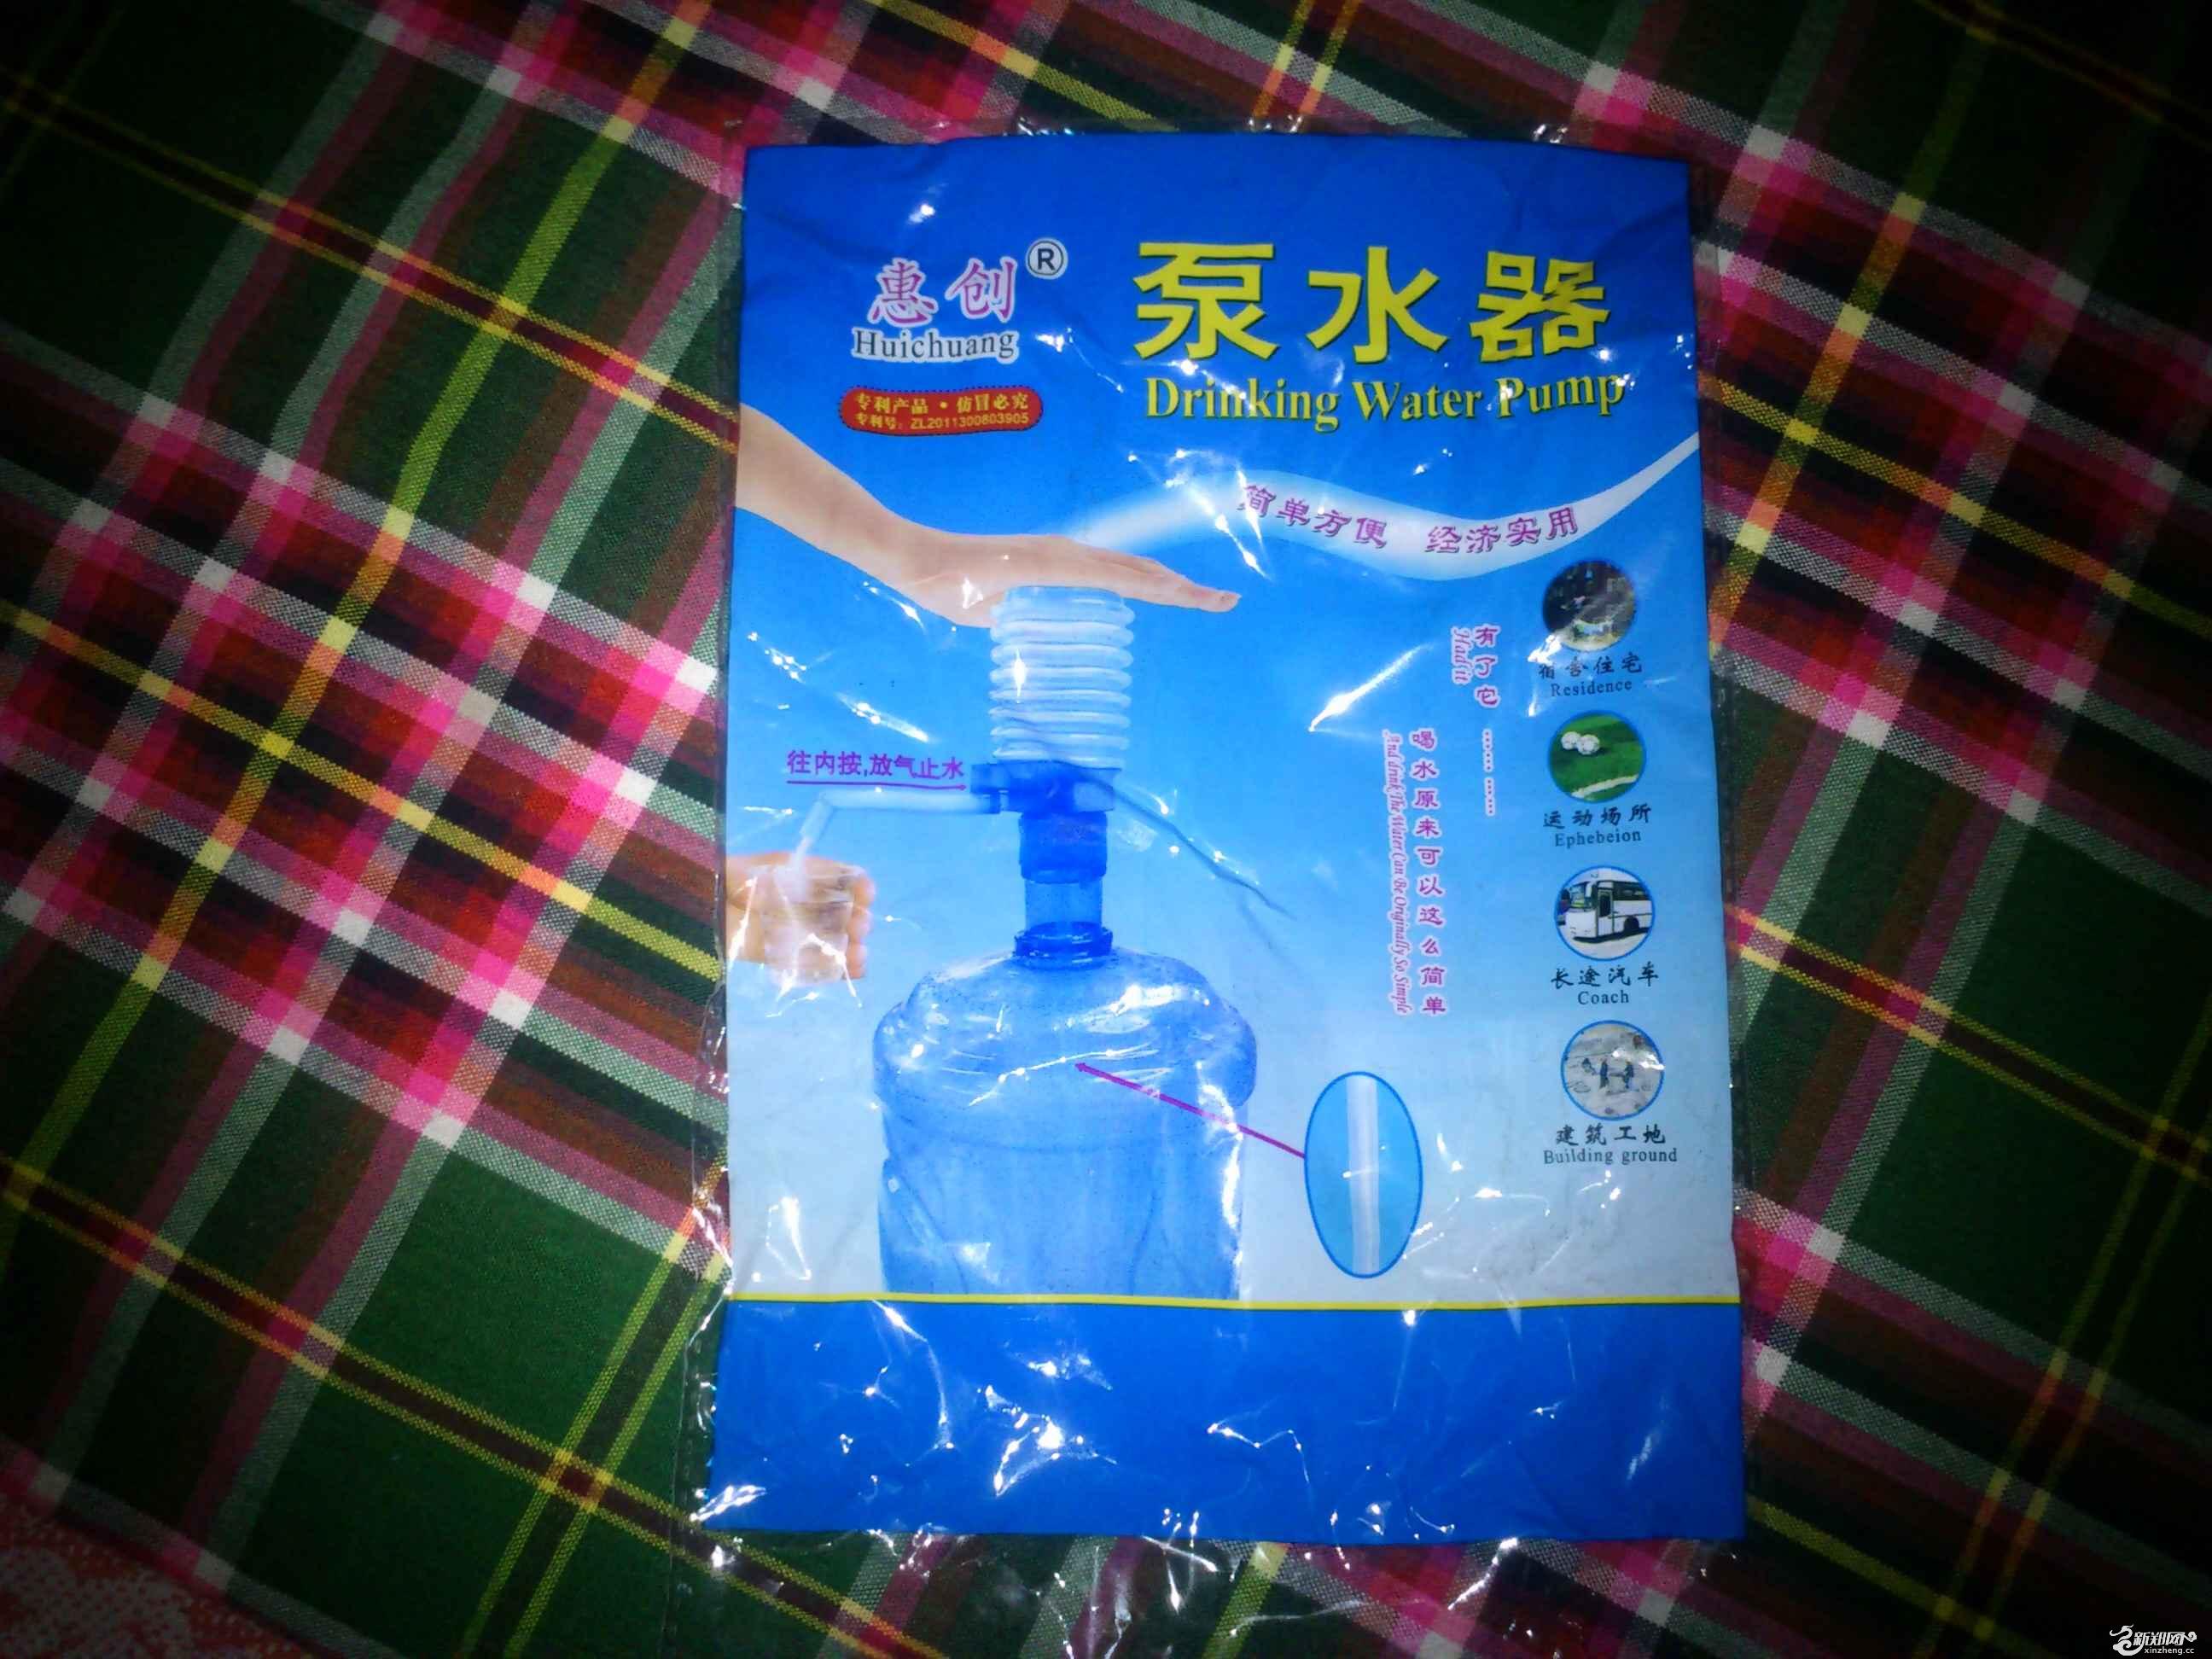 惠创®
Huichuang
泵水器
Drinking Water Pump
专利产品·仿冒必究
专利号：ZL2011300803905
简单方便 经济实用
有了它
Had it
…… ……
喝水原来可以这么简单
And drink The Water Can Be Originally So Simple
往内按,放气止水
宿舍住宅
Residence
运动场所
Ephebeion
长途汽车
Coach
建筑工地
Building ground
新郑网
xinzheng.cc